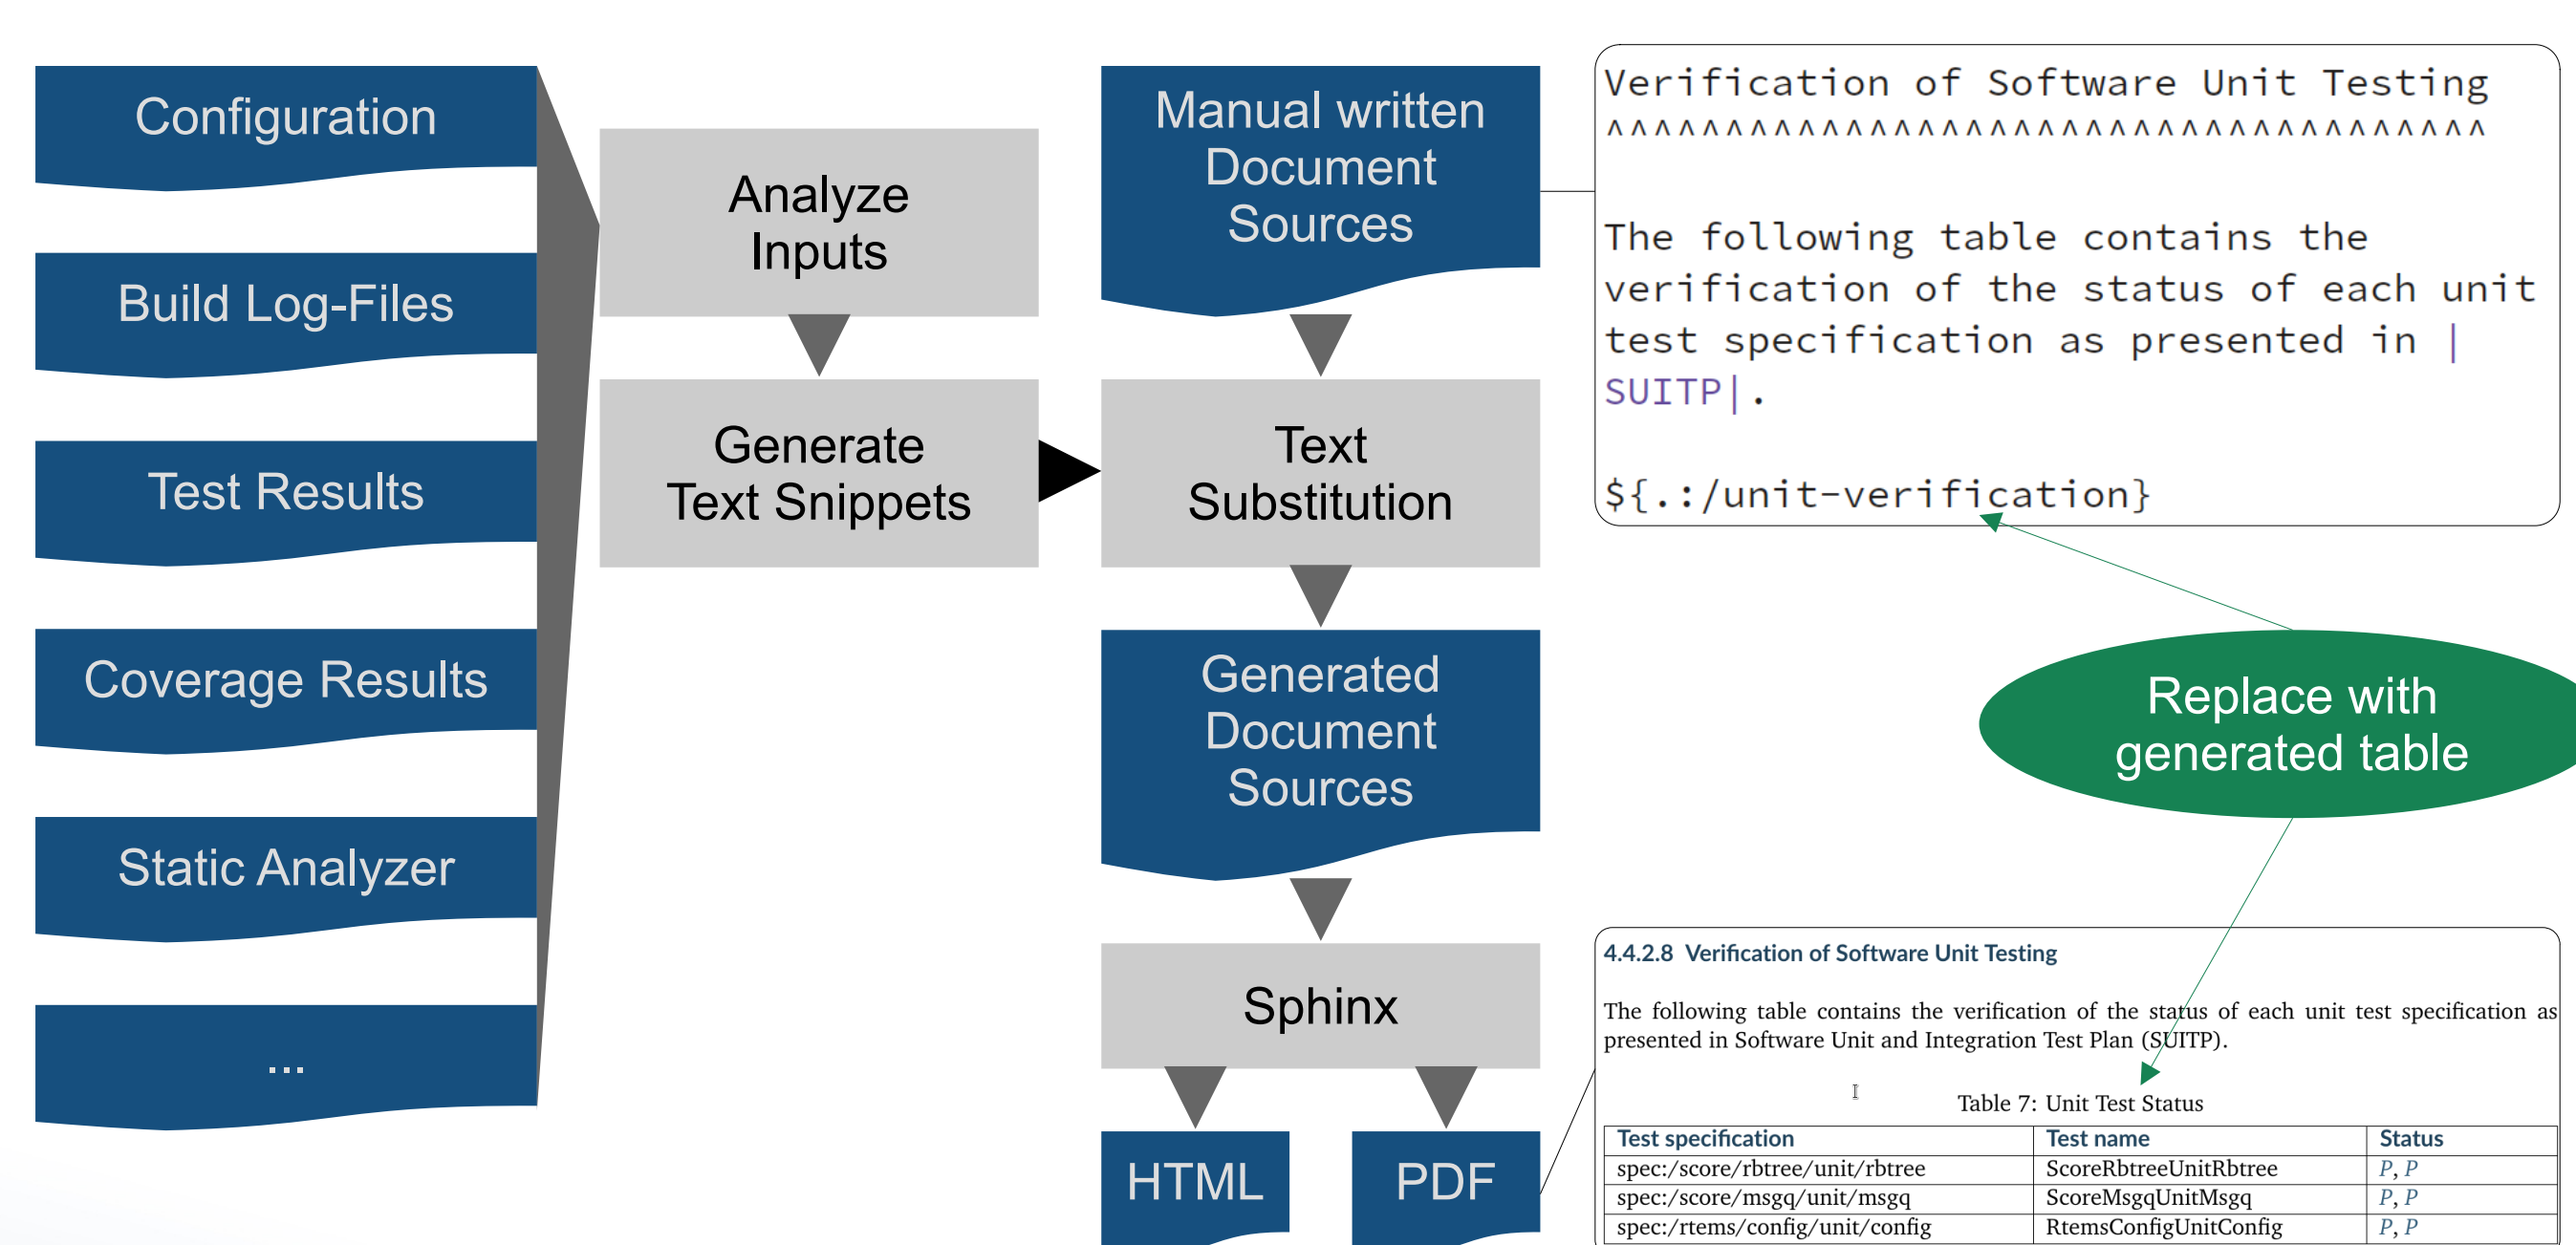 Configuration
Build Log-Files
Test Results
Coverage Results
Static Analyzer
...
Analyze
Inputs
Generate
Text Snippets
Manual written
Document
Sources
Text
Substitution
Generated
Document
Sources
Sphinx
HTML
PDF
Verification of Software Unit Testing
^^^^^^^^^^^^^^^^^^^^^^^^^^^^^^^^^^^^^
The following table contains the
verification of the status of each unit
test specification as presented in |
SUITP|.
${.:/unit-verification}
Replace with
generated table
4.4.2.8 Verification of Software Unit Testing
The following table contains the verification of the status of each unit test specification as
presented in Software Unit and Integration Test Plan (SUITP).
Table 7: Unit Test Status
Test specification Test name Status
spec:/score/rbtree/unit/rbtree ScoreRbtreeUnitRbtree P, P
spec:/score/msgq/unit/msgq ScoreMsgqUnitMsgq P, P
spec:/rtems/config/unit/config RtemsConfigUnitConfig P, P